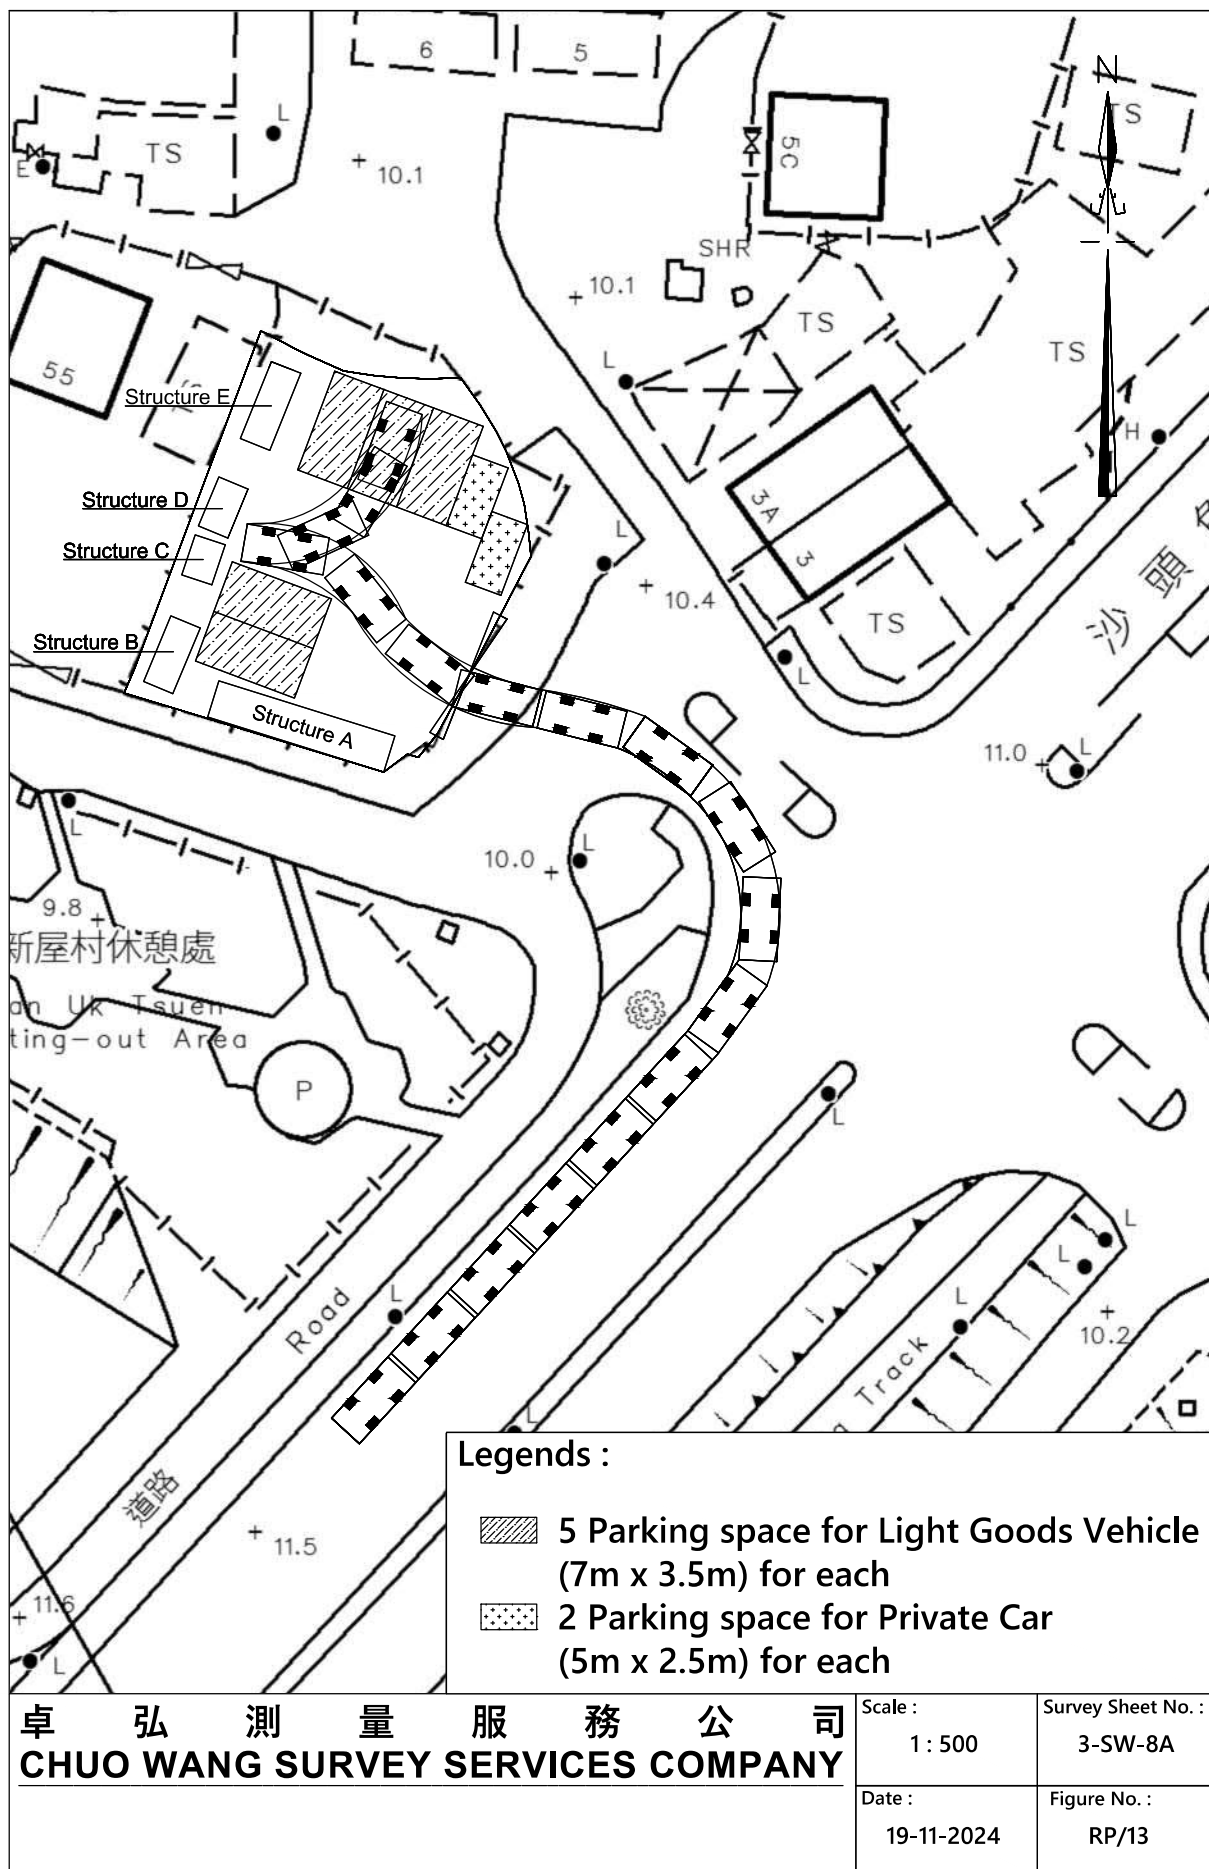 6
5
L
TS
E
10.1
5C
N
TS
SHR
10.1
TS
TS
55
L
Structure E
TS
H
3A
3
Structure D
L
Structure C
10.4
TS
沙頭
Structure B
L
Structure A
11.0
L
L
10.0
L
9.8
新屋村休憩處
an Uk Tsuen
ting-out Area
P
L
L
L
L
Road
L
10.2
Track
L
道路
11.5
11.6
L
Legends :
5 Parking space for Light Goods Vehicle
(7m x 3.5m) for each
2 Parking space for Private Car
(5m x 2.5m) for each
卓弘測量服務公司
CHUO WANG SURVEY SERVICES COMPANY
Scale :
1 : 500
Survey Sheet No. :
3-SW-8A
Date :
19-11-2024
Figure No. :
RP/13